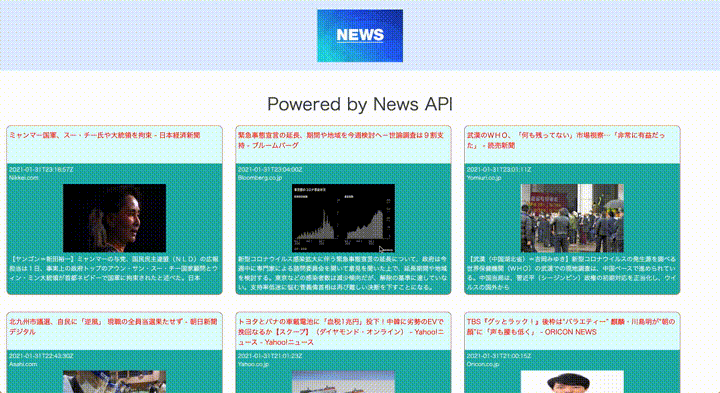 NEWS
Powered by News API
ミャンマー国軍、スー・チー氏や大統領を拘束 - 日本経済新聞
2021-01-31T23:18:57Z
Nikkei.com
【ヤンゴン=新田裕一】ミャンマーの与党、国民民主連盟（ＮＬＤ）の広報
担当は１日、事実上の政府トップのアウン・サン・スー・チー国家顧問とウ
ィン・ミン大統領が首都ネピドーで国軍に拘束されたと述べた。日本
緊急事態宣言の延長、期間や地域を今週検討へ－世論調査は９割支
持 - ブルームバーグ
2021-01-31T23:04:00Z
Bloomberg.co.jp
新型コロナウイルス感染拡大に伴う緊急事態宣言の延長について、政府は今
週中に専門家による諮問委員会を開いて意見を聞いた上で、延長期間や地域
を検討する。東京などの感染者数は減少傾向だが、解除の基準に達していな
い。支持率低迷に悩む菅義偉首相は再び難しい決断を下すことになる。
武漢のＷＨＯ、「何も残ってない」市場視察…「非常に有益だっ
た」 - 読売新聞
2021-01-31T23:01:11Z
Yomiuri.co.jp
【武漢（中国湖北省）＝吉岡みゆき】新型コロナウイルスの発生源を調べる
世界保健機関（ＷＨＯ）の武漢での現地調査は、中国ペースで進められてい
る。中国当局は、習近平（シージンピン）政権の初期対応を正当化し、ウイ
ルスの国外から
北九州市議選、自民に「逆風」 現職の全員当選果たせず - 朝日新聞
デジタル
2021-01-31T22:43:30Z
Asahi.com
トヨタとパナの車載電池に「血税1兆円」投下！中韓に劣勢のEVで
挽回なるか【スクープ】（ダイヤモンド・オンライン） - Yahoo!ニ
ュース - Yahoo!ニュース
2021-01-31T21:01:23Z
Yahoo.co.jp
TBS『グッとラック！』後枠は“バラエティー” 麒麟・川島明が“朝の
顔”に「声も腰も低く」 - ORICON NEWS
2021-01-31T21:00:15Z
Oricon.co.jp